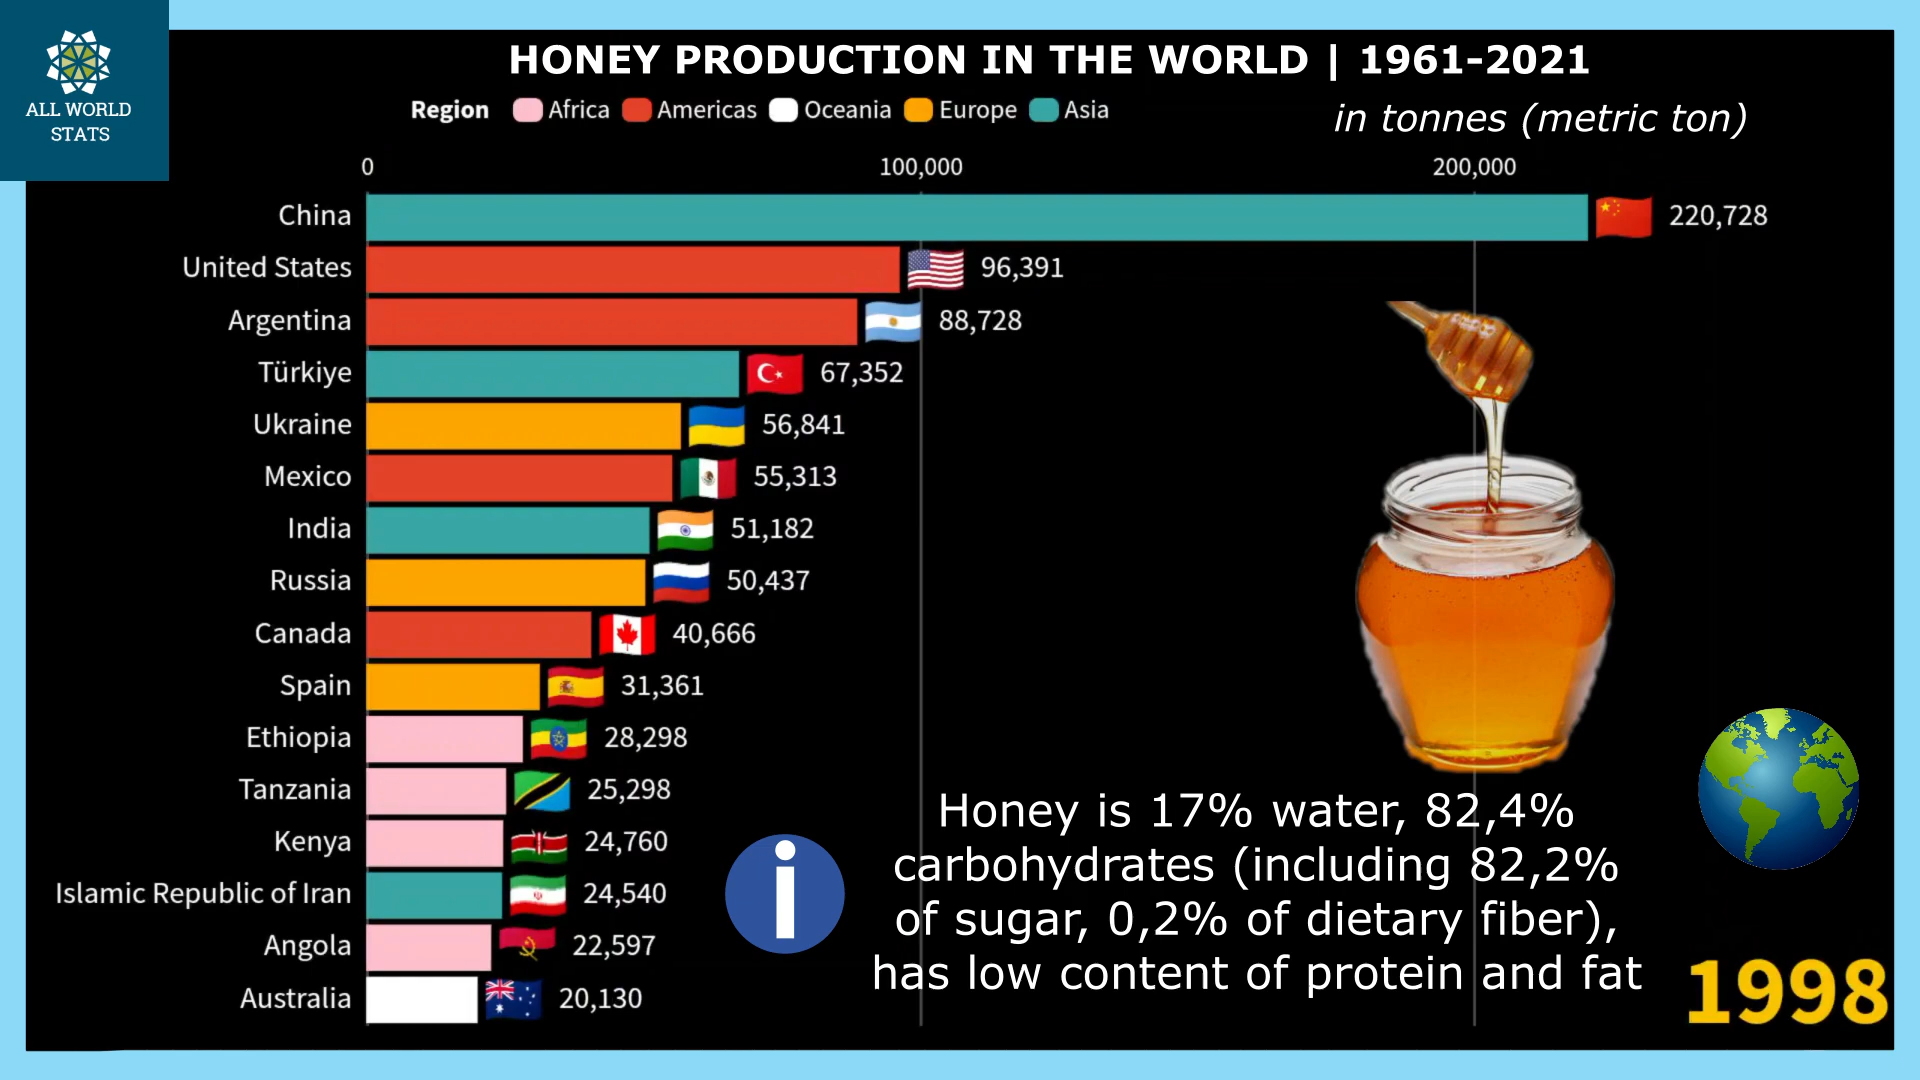 ALL WORLD
STATS
HONEY PRODUCTION IN THE WORLD | 1961-2021
Region Africa Americas Oceania Europe Asia
in tonnes (metric ton)
0 100,000 200,000
China 220,728
United States 96,391
Argentina 88,728
Türkiye 67,352
Ukraine 56,841
Mexico 55,313
India 51,182
Russia 50,437
Canada 40,666
Spain 31,361
Ethiopia 28,298
Tanzania 25,298
Kenya 24,760
Islamic Republic of Iran 24,540
Angola 22,597
Australia 20,130
i
Honey is 17% water, 82,4%
carbohydrates (including 82,2%
of sugar, 0,2% of dietary fiber),
has low content of protein and fat
1998